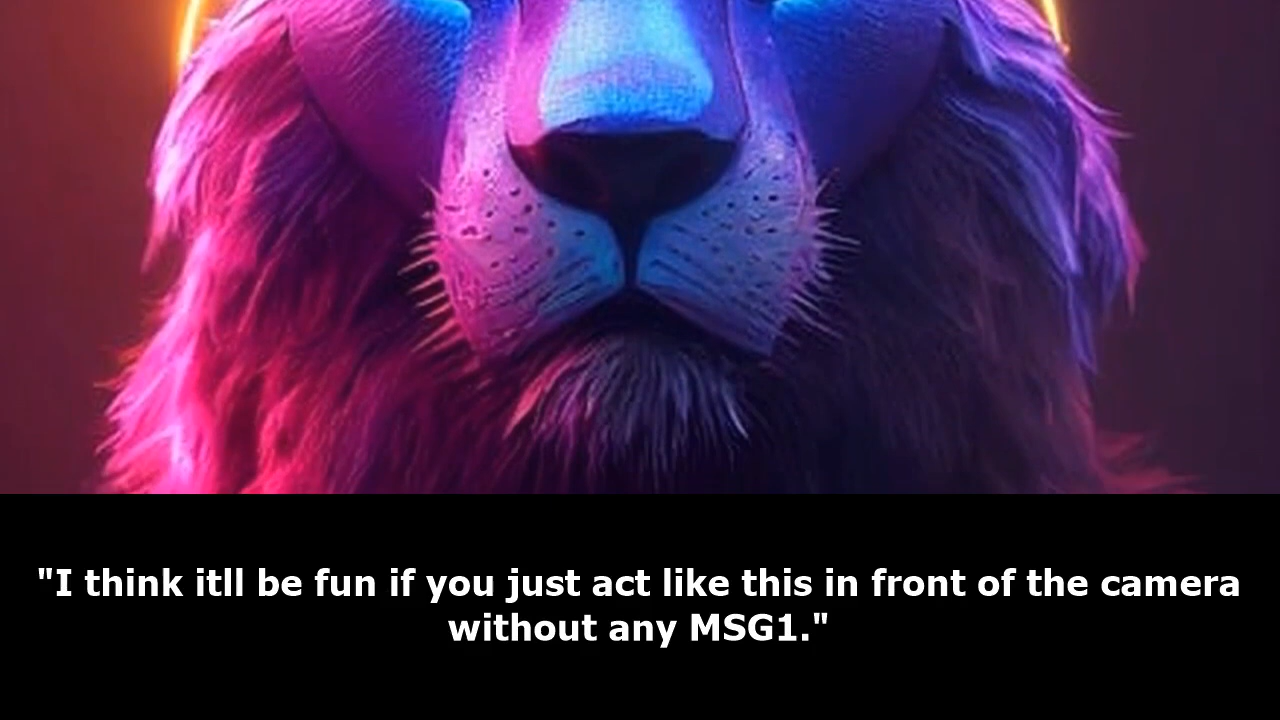 "I think itll be fun if you just act like this in front of the camera
without any MSG1."